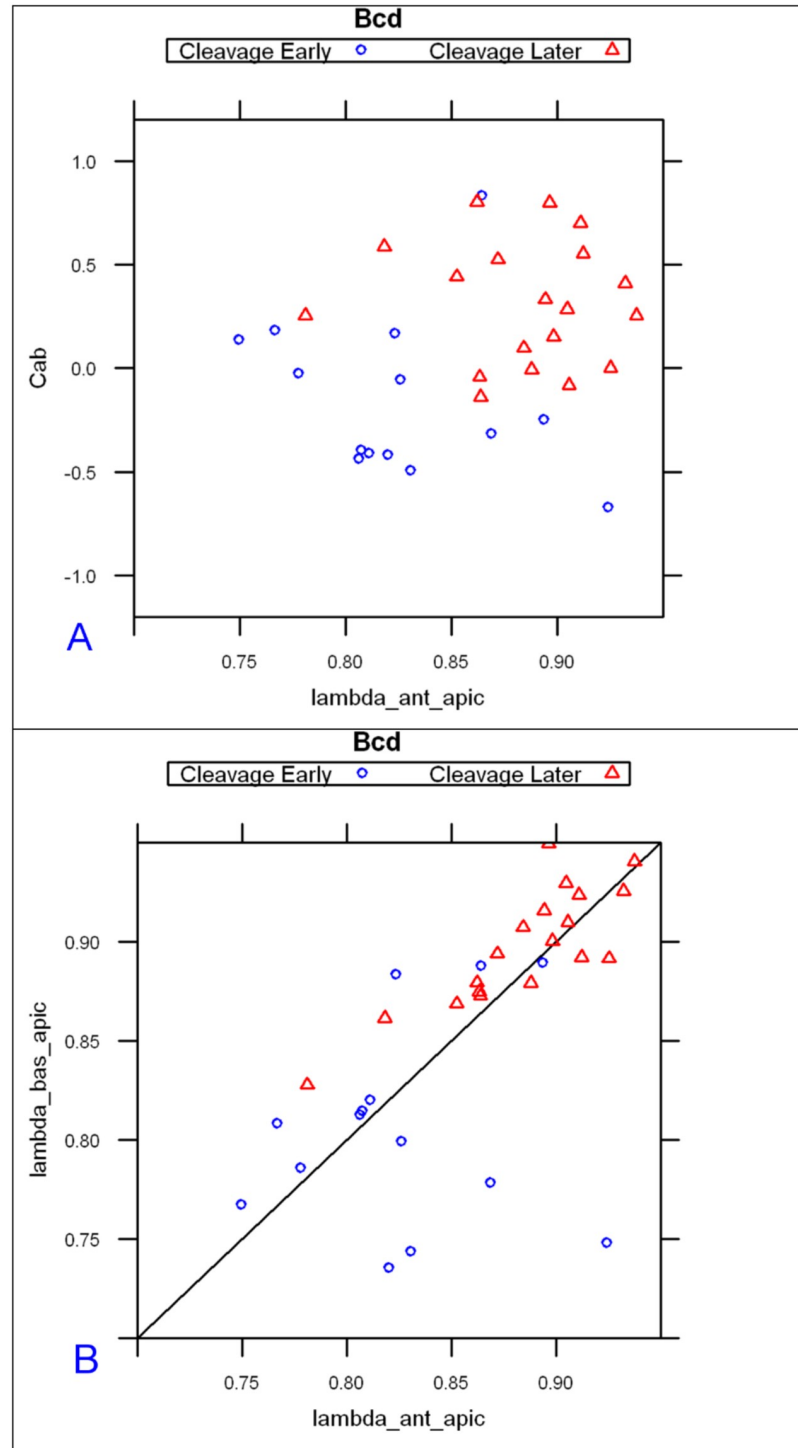 Bcd
Cleavage Early Cleavage Later
1.0
0.5
Cab
0.0
-0.5
-1.0
A
0.75 0.80 0.85 0.90
lambda_ant_apic
Bcd
Cleavage Early Cleavage Later
0.90
0.85
lambda_bas_apic
0.80
0.75
B
0.75 0.80 0.85 0.90
lambda_ant_apic